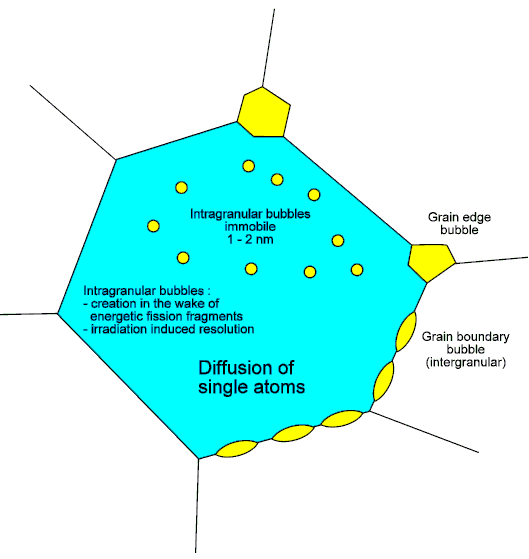 Intragranular bubbles
immobile
1 - 2 nm
Grain edge
bubble
Intragranular bubbles :
- creation in the wake of
energetic fission fragments
- irradiation induced resolution
Grain boundary
bubble
(intergranular)
Diffusion of
single atoms